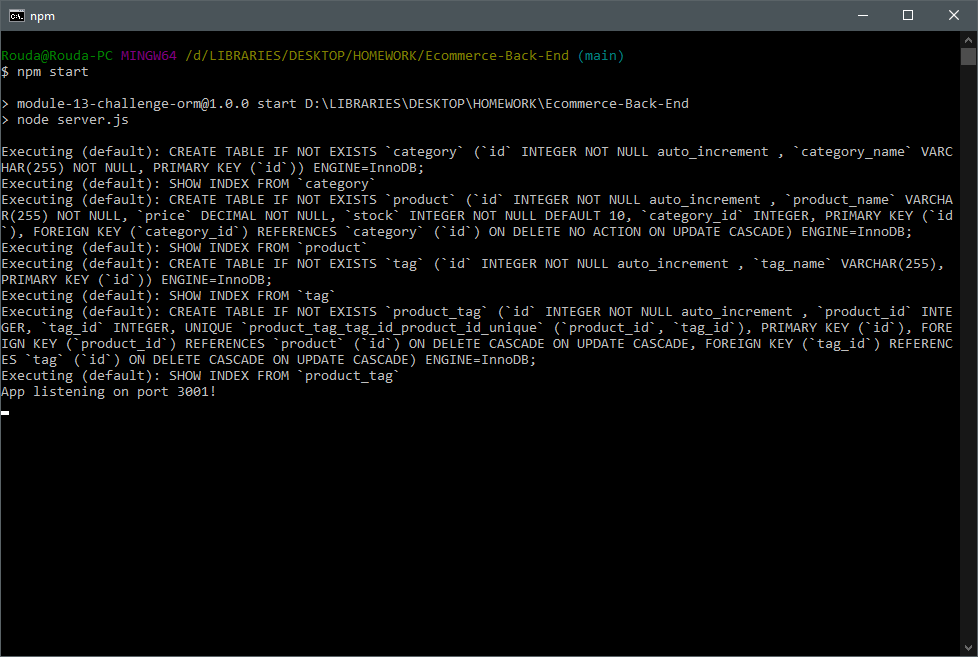 npm
Rouda@Rouda-PC MINGW64 /d/LIBRARIES/DESKTOP/HOMEWORK/Ecommerce-Back-End (main)
$ npm start
> module-13-challenge-orm@1.0.0 start D:\LIBRARIES\DESKTOP\HOMEWORK\Ecommerce-Back-End
> node server.js
Executing (default): CREATE TABLE IF NOT EXISTS `category` (`id` INTEGER NOT NULL auto_increment , `category_name` VARC
HAR(255) NOT NULL, PRIMARY KEY (`id`)) ENGINE=InnoDB;
Executing (default): SHOW INDEX FROM `category`
Executing (default): CREATE TABLE IF NOT EXISTS `product` (`id` INTEGER NOT NULL auto_increment , `product_name` VARCHA
R(255) NOT NULL, `price` DECIMAL NOT NULL, `stock` INTEGER NOT NULL DEFAULT 10, `category_id` INTEGER, PRIMARY KEY (`id
`), FOREIGN KEY (`category_id`) REFERENCES `category` (`id`) ON DELETE NO ACTION ON UPDATE CASCADE) ENGINE=InnoDB;
Executing (default): SHOW INDEX FROM `product`
Executing (default): CREATE TABLE IF NOT EXISTS `tag` (`id` INTEGER NOT NULL auto_increment , `tag_name` VARCHAR(255),
PRIMARY KEY (`id`)) ENGINE=InnoDB;
Executing (default): SHOW INDEX FROM `tag`
Executing (default): CREATE TABLE IF NOT EXISTS `product_tag` (`id` INTEGER NOT NULL auto_increment , `product_id` INTE
GER, `tag_id` INTEGER, UNIQUE `product_tag_tag_id_product_id_unique` (`product_id`, `tag_id`), PRIMARY KEY (`id`), FORE
IGN KEY (`product_id`) REFERENCES `product` (`id`) ON DELETE CASCADE ON UPDATE CASCADE, FOREIGN KEY (`tag_id`) REFERENC
ES `tag` (`id`) ON DELETE CASCADE ON UPDATE CASCADE) ENGINE=InnoDB;
Executing (default): SHOW INDEX FROM `product_tag`
App listening on port 3001!